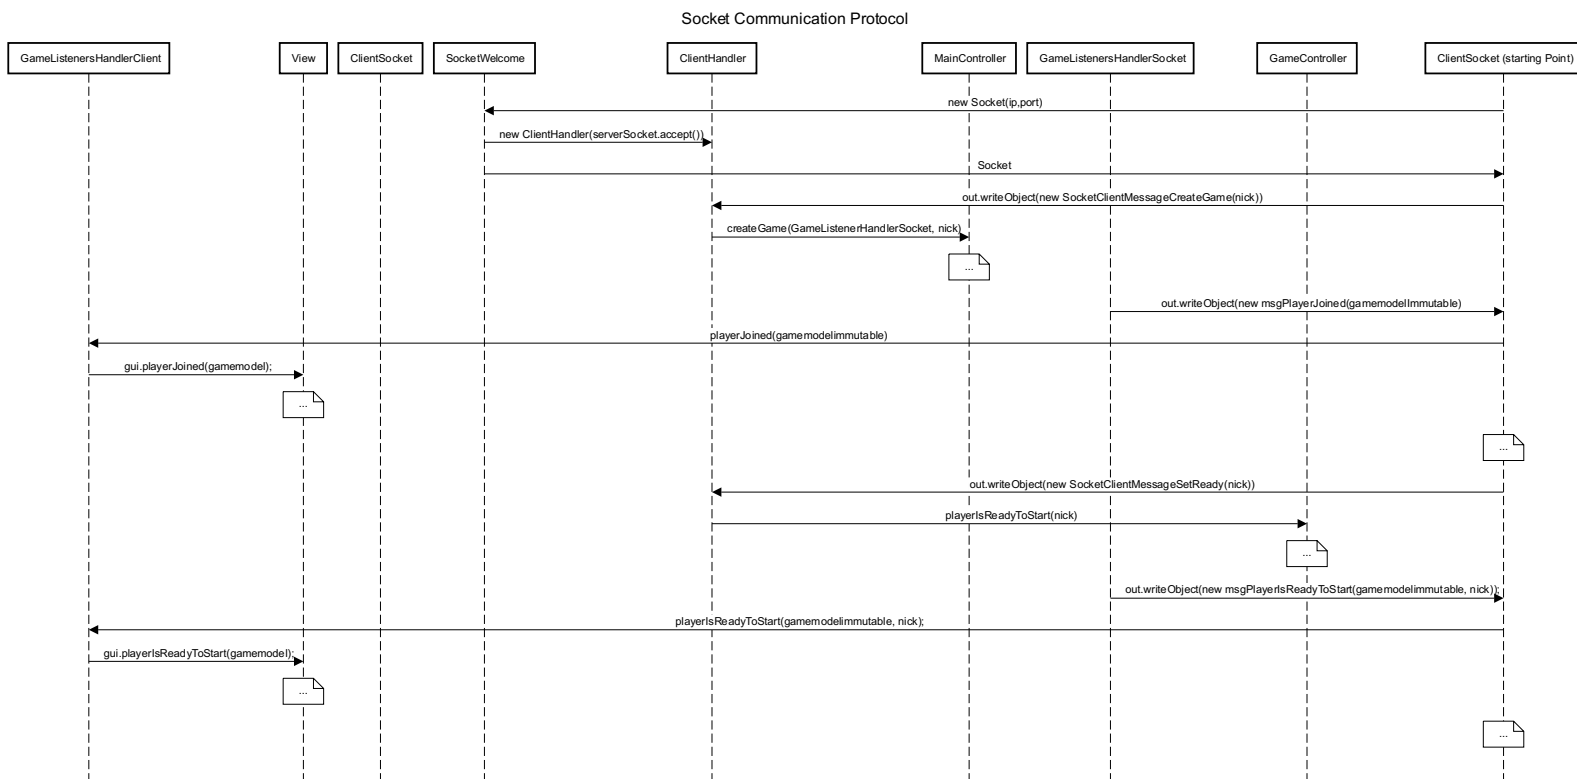 Socket Communication Protocol
GameListenersHandlerClient
View
ClientSocket
SocketWelcome
ClientHandler
MainController
GameListenersHandlerSocket
GameController
ClientSocket (starting Point)
new Socket(ip,port)
new ClientHandler(serverSocket.accept())
Socket
out.writeObject(new SocketClientMessageCreateGame(nick))
createGame(GameListenerHandlerSocket, nick)
...
out.writeObject(new msgPlayerJoined(gamemodelImmutable)
playerJoined(gamemodelimmutable)
gui.playerJoined(gamemodel);
...
...
out.writeObject(new SocketClientMessageSetReady(nick))
playerIsReadyToStart(nick)
...
out.writeObject(new msgPlayerIsReadyToStart(gamemodelimmutable, nick));
playerIsReadyToStart(gamemodelimmutable, nick);
gui.playerIsReadyToStart(gamemodel);
...
...